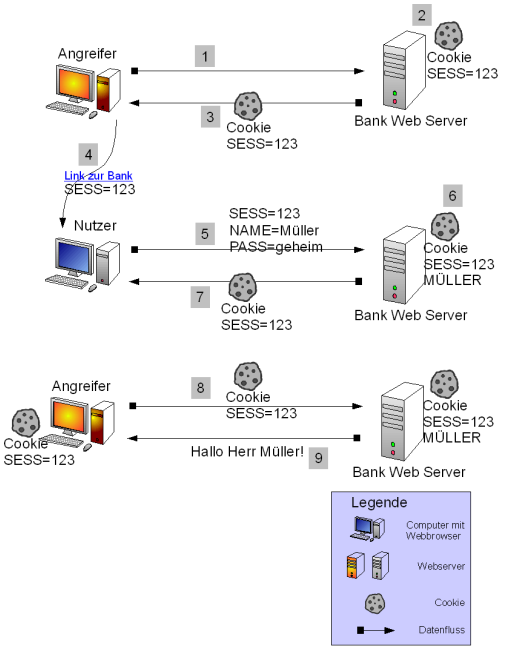 2
Angreifer
1
Cookie
SESS=123
3
Cookie
SESS=123
Bank Web Server
4
Link zur Bank
SESS=123
Nutzer
5
SESS=123
NAME=Müller
PASS=geheim
6
Cookie
SESS=123
MÜLLER
7
Cookie
SESS=123
Bank Web Server
Angreifer
8
Cookie
SESS=123
Cookie
SESS=123
MÜLLER
Cookie
SESS=123
Hallo Herr Müller!
9
Bank Web Server
Legende
Computer mit
Webbrowser
Webserver
Cookie
Datenfluss